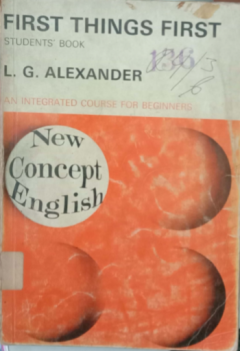 FIRST THINGS FIRST
STUDENTS' BOOK
L. G. ALEXANDER
AN INTEGRATED COURSE FOR BEGINNERS
New
Concept
English